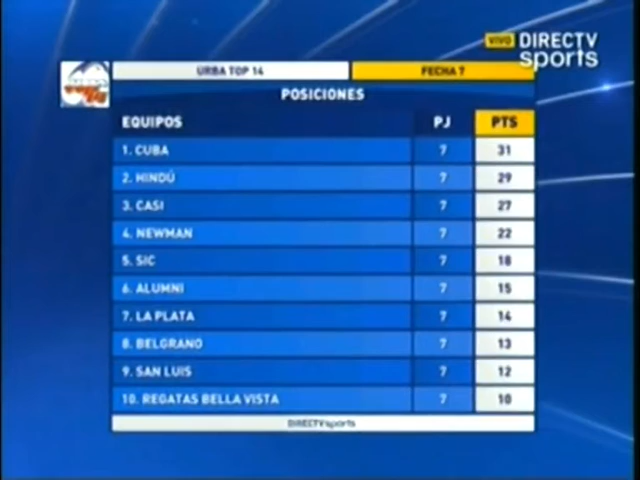 VIVO DIRECTV
sports
URBA TOP 14 FECHA 7
POSICIONES
EQUIPOS PJ PTS
1. CUBA 7 31
2. HINDÚ 7 29
3. CASI 7 27
4. NEWMAN 7 22
5. SIC 7 18
6. ALUMNI 7 15
7. LA PLATA 7 14
8. BELGRANO 7 13
9. SAN LUIS 7 12
10. REGATAS BELLA VISTA 7 10
DIRECTVsports